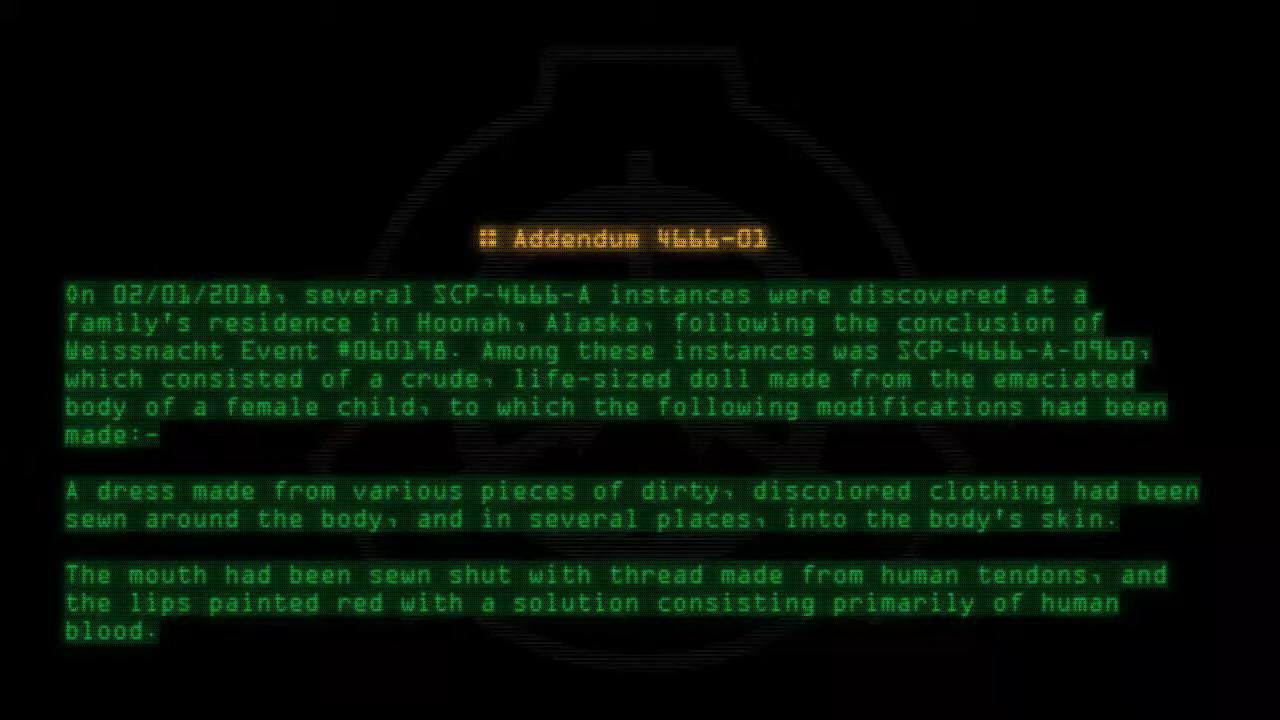 # Addendum 4666-01
On 02/01/2018, several SCP-4666-A instances were discovered at a
family's residence in Hoonah, Alaska, following the conclusion of
Weissnacht Event #060198. Among these instances was SCP-4666-A-0960,
which consisted of a crude, life-sized doll made from the emaciated
body of a female child, to which the following modifications had been
made:-
A dress made from various pieces of dirty, discolored clothing had been
sewn around the body, and in several places, into the body's skin.
The mouth had been sewn shut with thread made from human tendons, and
the lips painted red with a solution consisting primarily of human
blood.